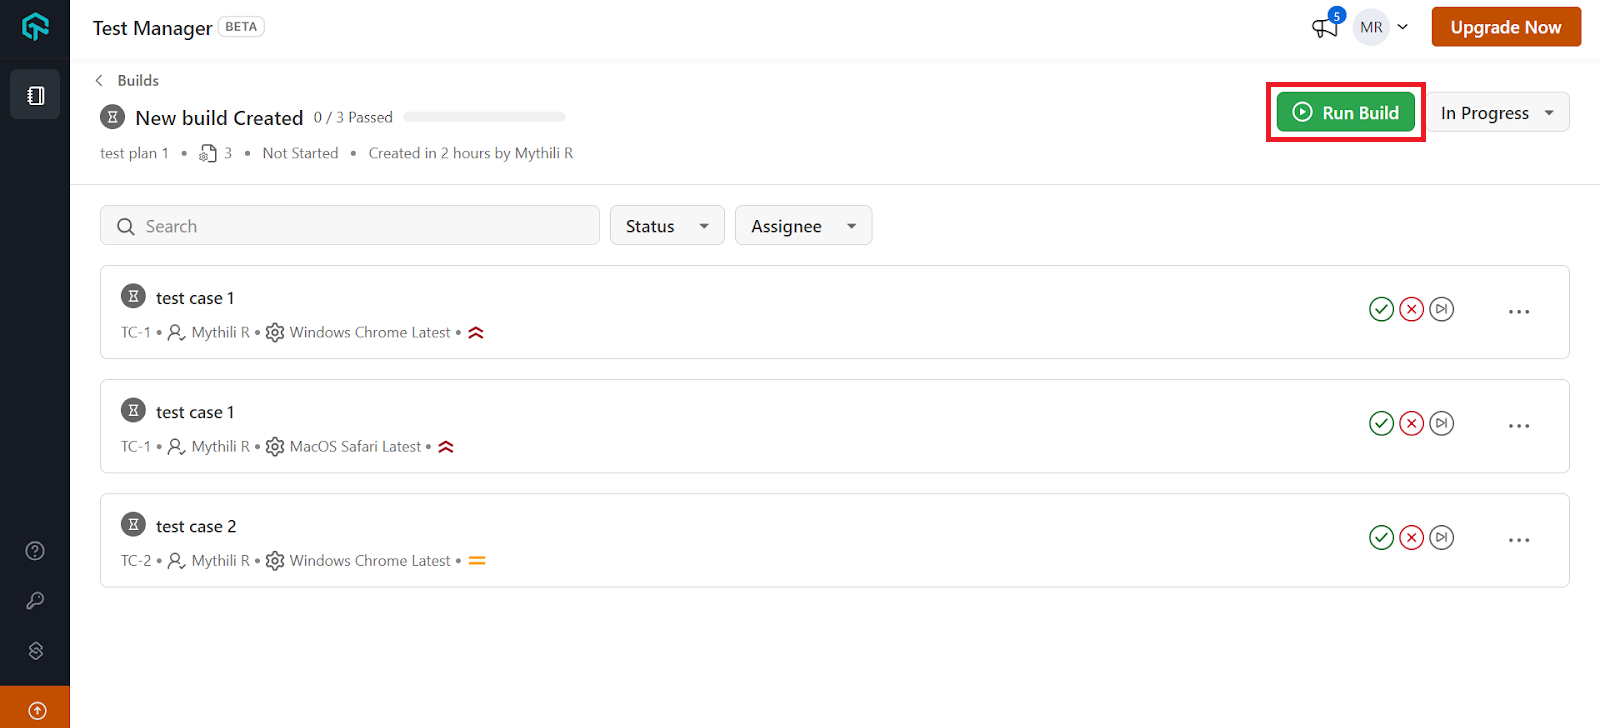 Test Manager BETA
5
MR
Upgrade Now
Builds
New build Created 0 / 3 Passed
Run Build
In Progress
test plan 1 • 3 • Not Started • Created in 2 hours by Mythili R
Search
Status
Assignee
test case 1
TC-1 • Mythili R • Windows Chrome Latest •
test case 1
TC-1 • Mythili R • MacOS Safari Latest •
test case 2
TC-2 • Mythili R • Windows Chrome Latest •